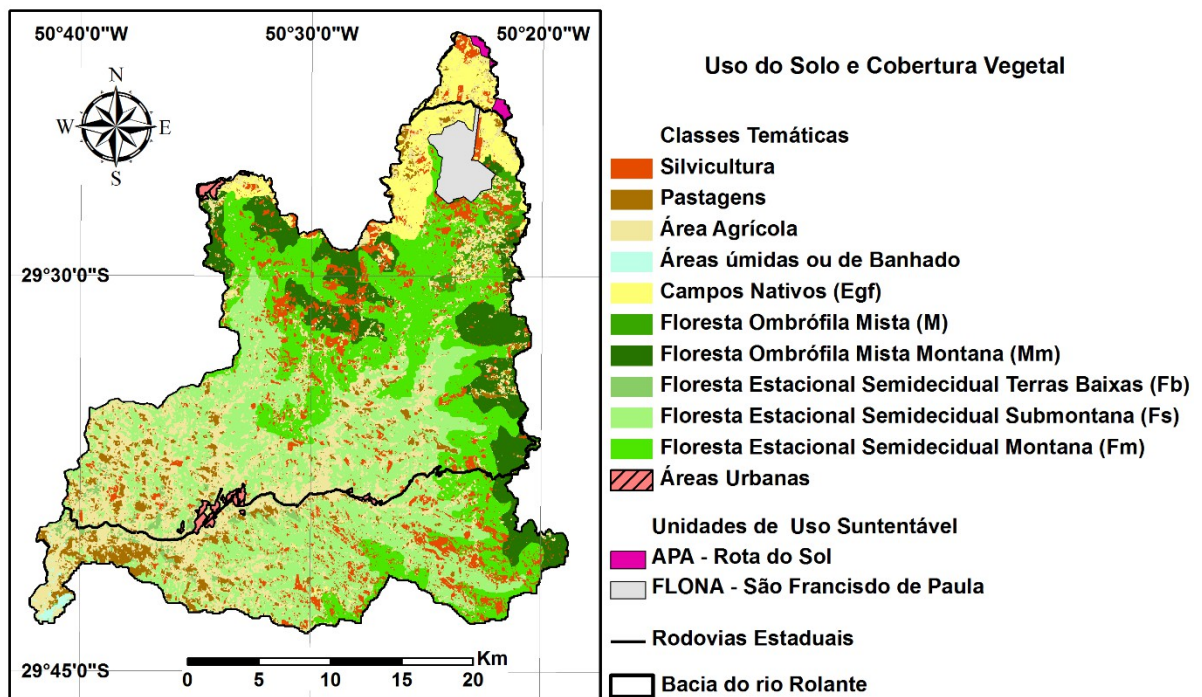 50°40'0"W 50°30'0"W 50°20'0"W
N
W E
S
29°30'0"S
29°45'0"S
Km
0 5 10 15 20
Uso do Solo e Cobertura Vegetal
Classes Temáticas
Silvicultura
Pastagens
Área Agrícola
Áreas úmidas ou de Banhado
Campos Nativos (Egf)
Floresta Ombrófila Mista (M)
Floresta Ombrófila Mista Montana (Mm)
Floresta Estacional Semidecidual Terras Baixas (Fb)
Floresta Estacional Semidecidual Submontana (Fs)
Floresta Estacional Semidecidual Montana (Fm)
Áreas Urbanas
Unidades de Uso Suntentável
APA - Rota do Sol
FLONA - São Francisdo de Paula
Rodovias Estaduais
Bacia do rio Rolante